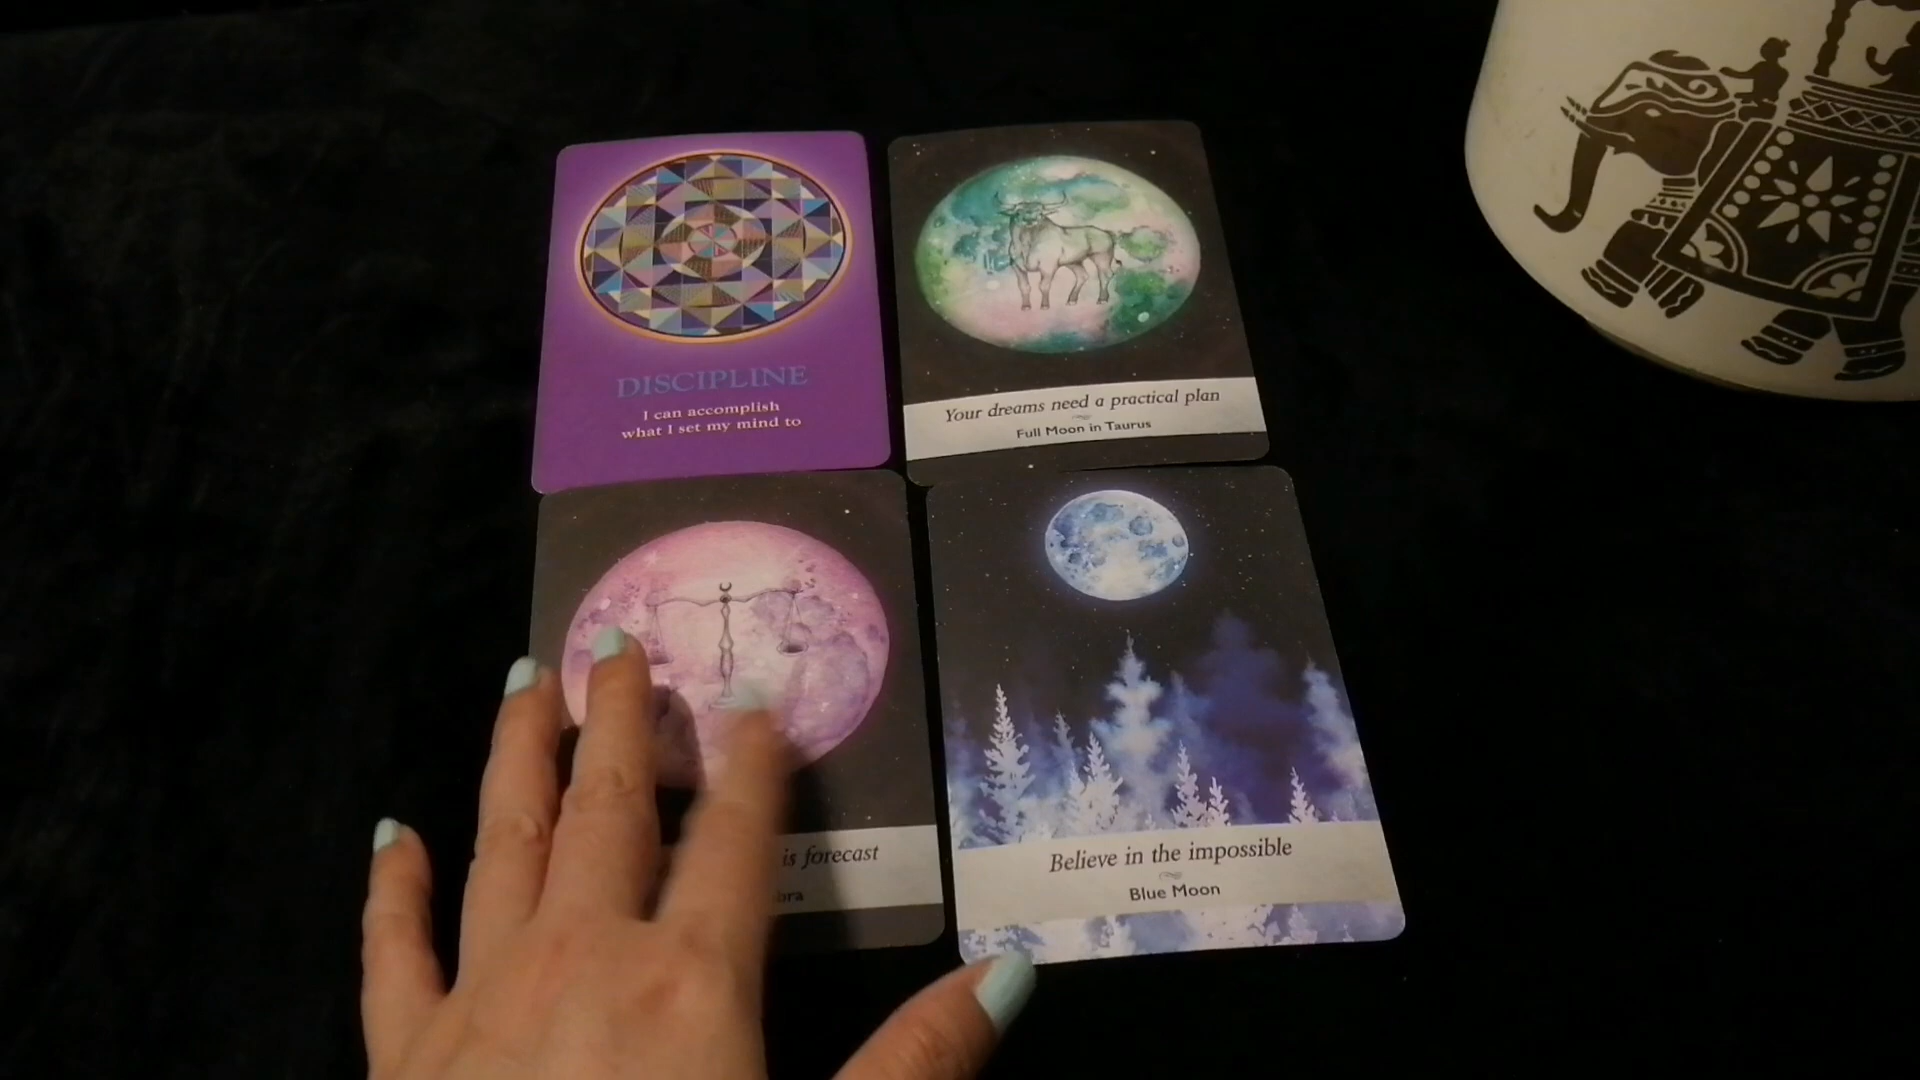 DISCIPLINE
I can accomplish
what I set my mind to
Your dreams need a practical plan
Full Moon in Taurus
is forecast
bra
Believe in the impossible
Blue Moon